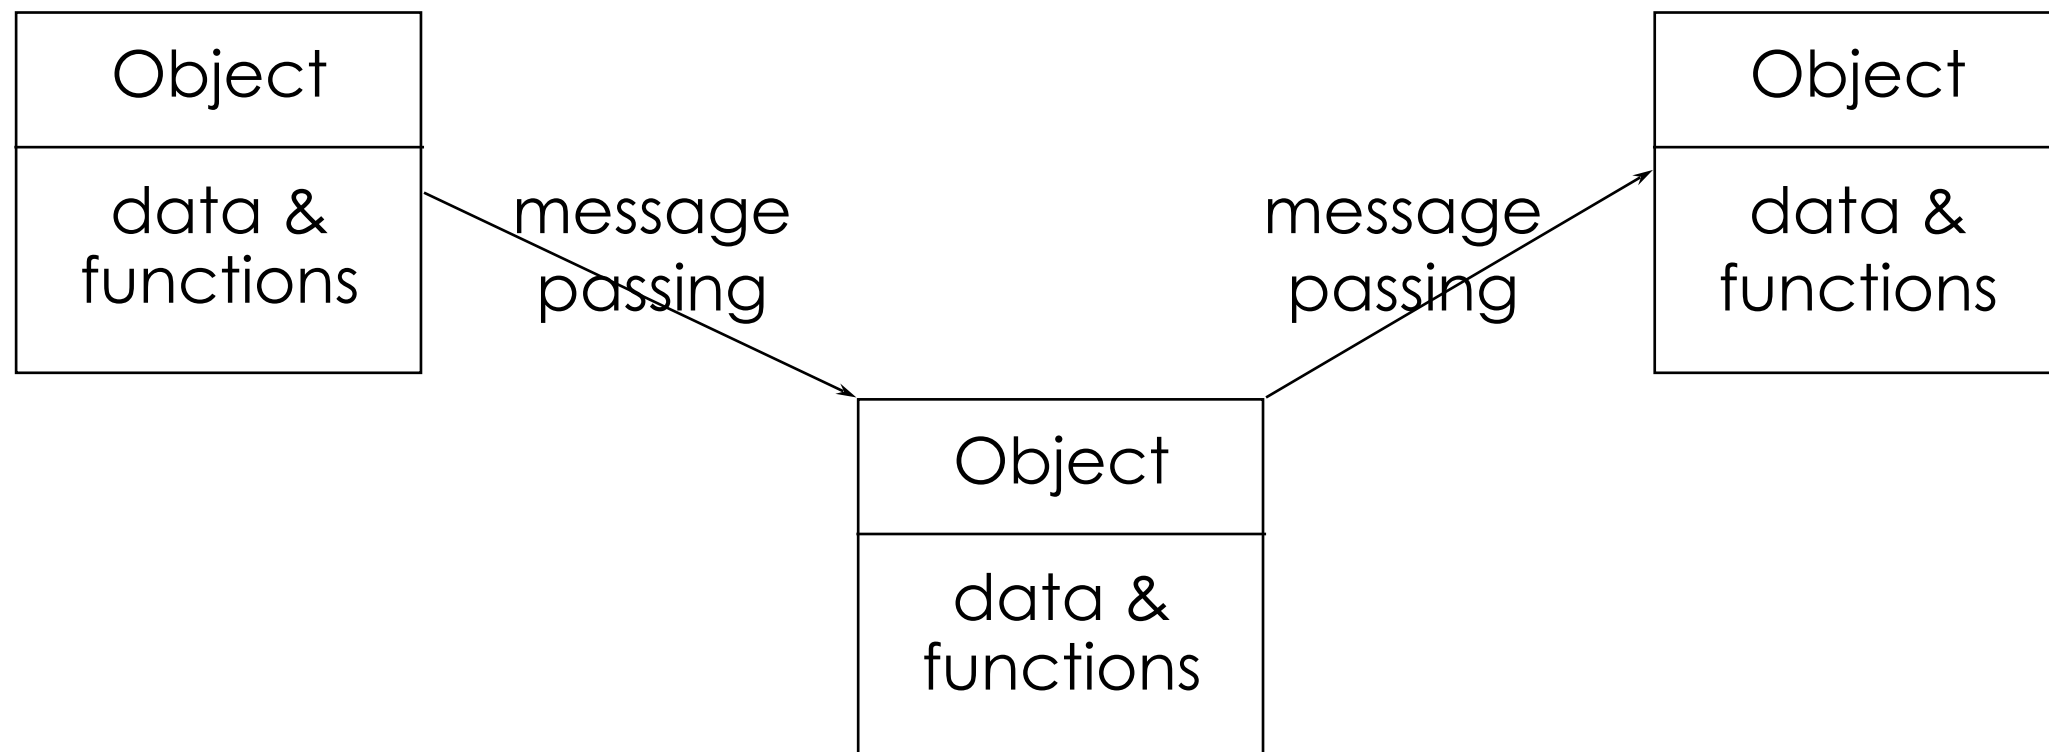 Object
data &
functions
message
passing
message
passing
Object
data &
functions
Object
data &
functions